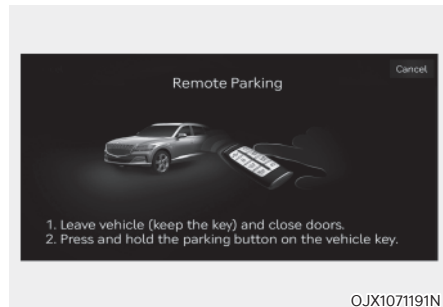 Cancel
Remote Parking
1. Leave vehicle (keep the key) and close doors.
2. Press and hold the parking button on the vehicle key.
OJX1071191N